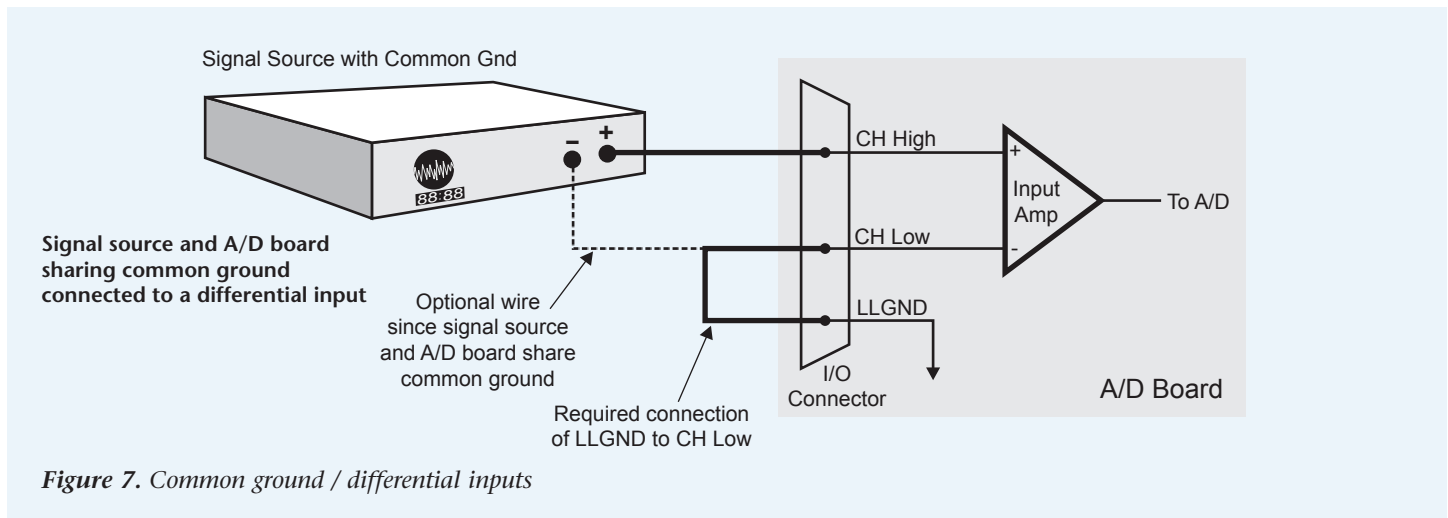 Signal Source with Common Gnd
- +
88:88
CH High
+
Input
Amp
To A/D
CH Low
-
LLGND
I/O
Connector
A/D Board
Signal source and A/D board
sharing common ground
connected to a differential input
Optional wire
since signal source
and A/D board share
common ground
Required connection
of LLGND to CH Low
Figure 7. Common ground / differential inputs